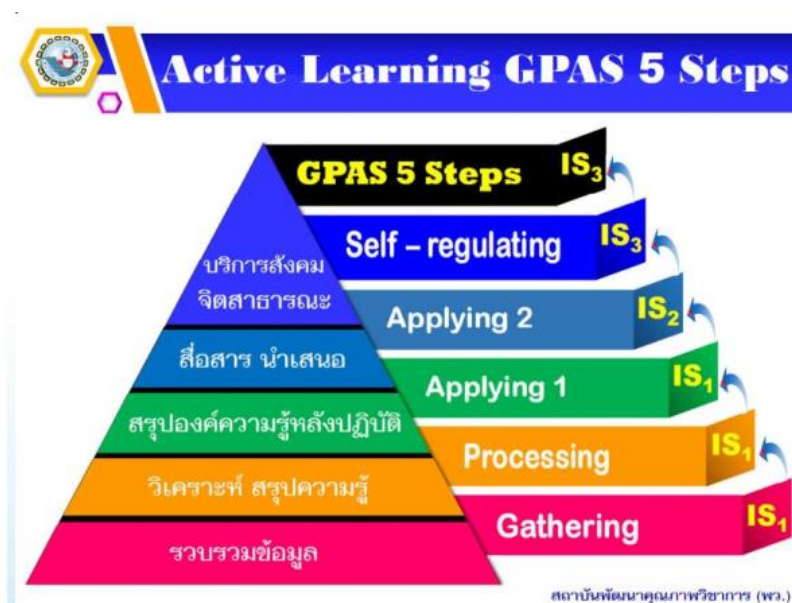 Active Learning GPAS 5 Steps
GPAS 5 Steps IS₃
บริการสังคม
จิตสาธารณะ
Self – regulating IS₃
สื่อสาร นำเสนอ
Applying 2 IS₂
สรุปองค์ความรู้หลังปฏิบัติ
Applying 1 IS₁
วิเคราะห์ สรุปความรู้
Processing IS₁
รวบรวมข้อมูล
Gathering IS₁
สถาบันพัฒนาคุณภาพวิชาการ (พว.)